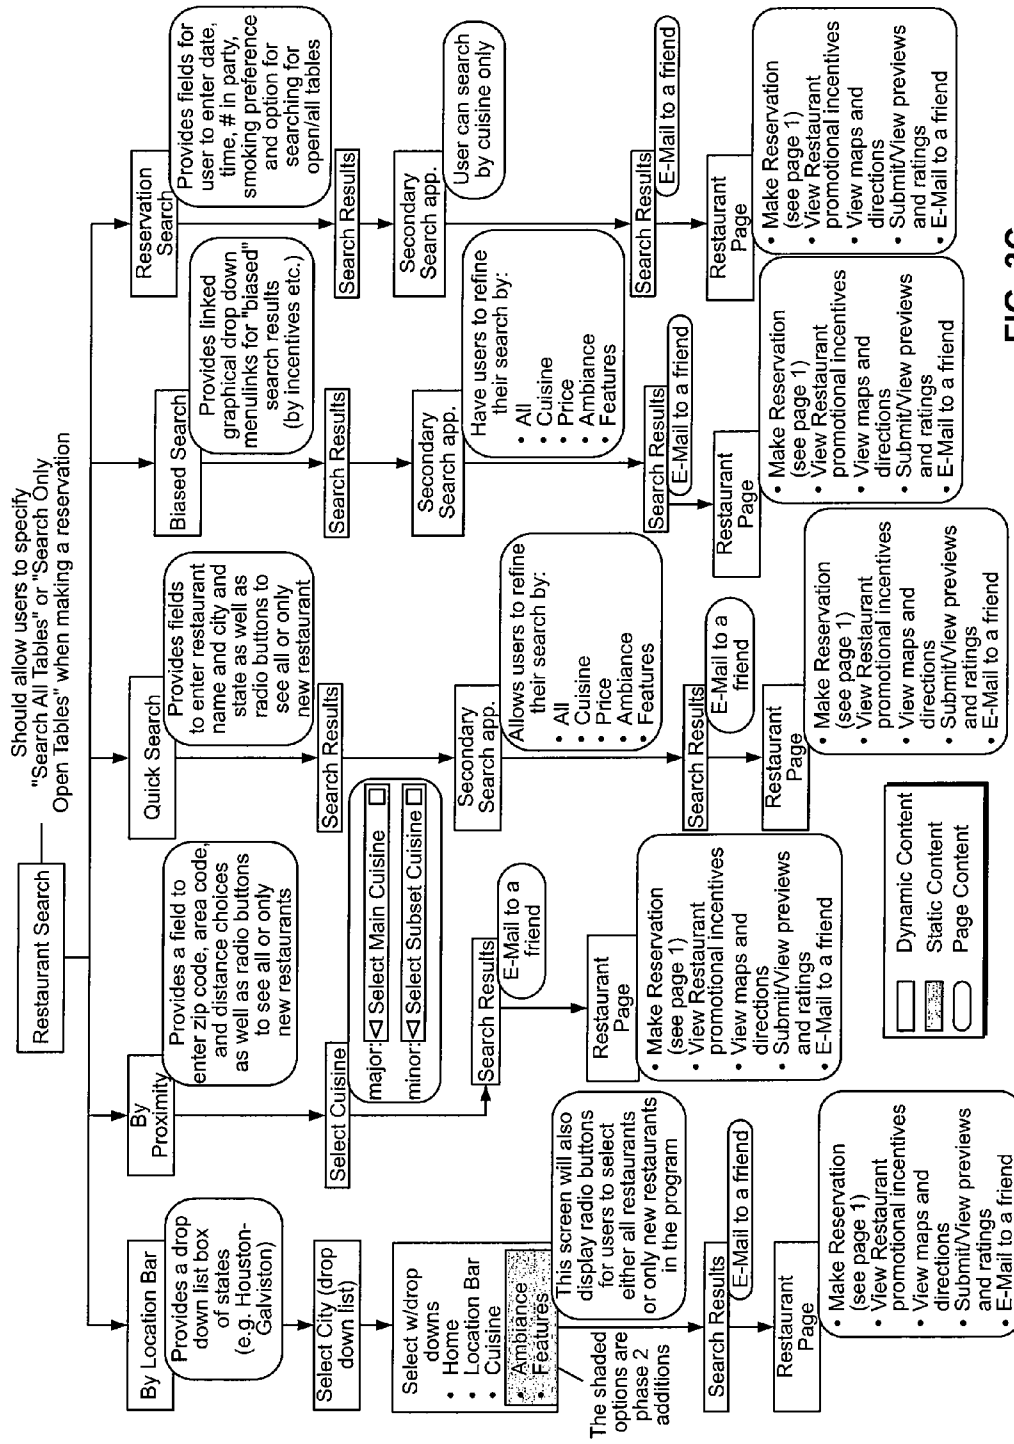 Restaurant Search
Should allow users to specify
"Search All Tables" or "Search Only
Open Tables" when making a reservation
By Location Bar
Provides a drop
down list box
of states
(e.g. Houston-
Galviston)
Select City (drop
down list)
Select w/drop
downs
• Home
• Location Bar
• Cuisine
• Ambiance
• Features
This screen will also
display radio buttons
for users to select
either all restaurants
or only new restaurants
in the program
The shaded
options are
phase 2
additions
Search Results
E-Mail to a friend
Restaurant
Page
• Make Reservation
(see page 1)
• View Restaurant
promotional incentives
• View maps and
directions
• Submit/View previews
and ratings
• E-Mail to a friend
By
Proximity
Provides a field to
enter zip code, area code,
and distance choices
as well as radio buttons
to see all or only
new restaurants
Select Cuisine
major: Select Main Cuisine
minor: Select Subset Cuisine
Search Results
E-Mail to a
friend
Restaurant
Page
• Make Reservation
(see page 1)
• View Restaurant
promotional incentives
• View maps and
directions
• Submit/View previews
and ratings
• E-Mail to a friend
Quick Search
Provides fields
to enter restaurant
name and city and
state as well as
radio buttons to
see all or only
new restaurant
Search Results
Secondary
Search app.
Allows users to refine
their search by:
• All
• Cuisine
• Price
• Ambiance
• Features
Search Results
E-Mail to a
friend
Restaurant
Page
• Make Reservation
(see page 1)
• View Restaurant
promotional incentives
• View maps and
directions
• Submit/View previews
and ratings
• E-Mail to a friend
Biased Search
Provides linked
graphical drop down
menulinks for "biased"
search results
(by incentives etc.)
Search Results
Secondary
Search app.
Have users to refine
their search by:
• All
• Cuisine
• Price
• Ambiance
• Features
Search Results
E-Mail to a friend
Restaurant
Page
• Make Reservation
(see page 1)
• View Restaurant
promotional incentives
• View maps and
directions
• Submit/View previews
and ratings
• E-Mail to a friend
Reservation
Search
Provides fields for
user to enter date,
time, # in party,
smoking preference
and option for
searching for
open/all tables
Search Results
Secondary
Search app.
User can search
by cuisine only
Search Results
E-Mail to a friend
Restaurant
Page
• Make Reservation
(see page 1)
• View Restaurant
promotional incentives
• View maps and
directions
• Submit/View previews
and ratings
• E-Mail to a friend
Dynamic Content
Static Content
Page Content